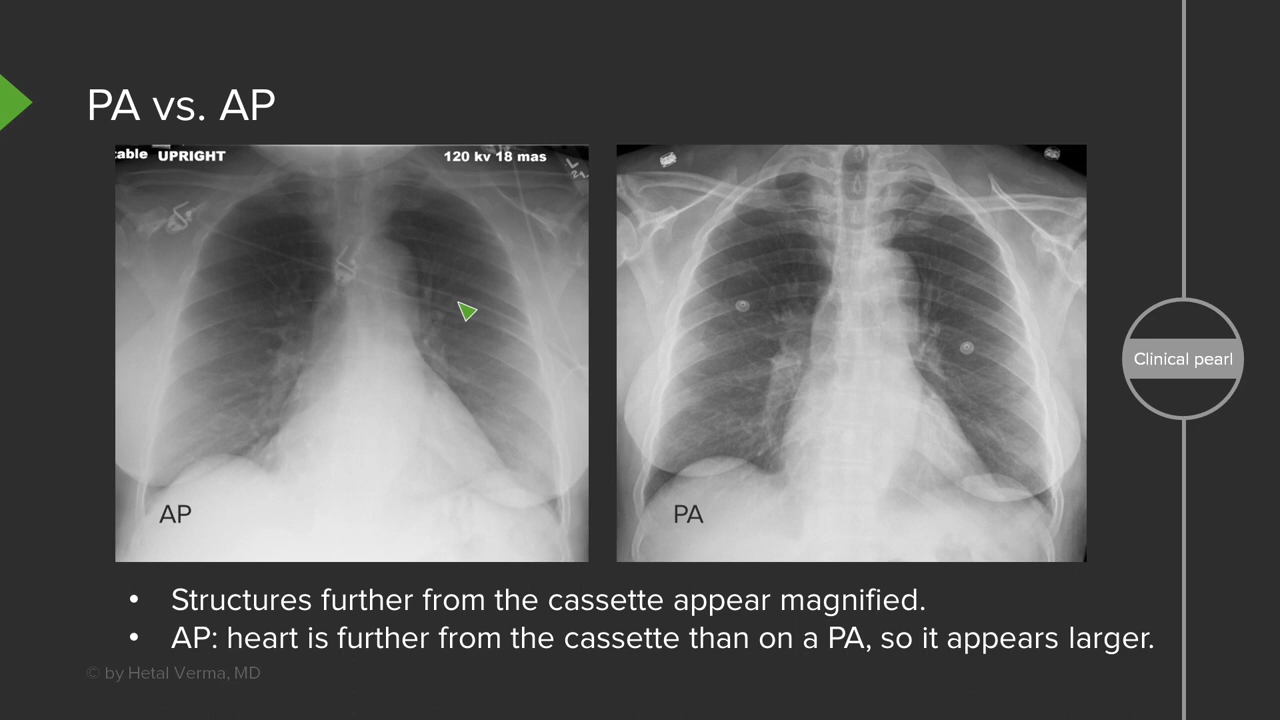 PA vs. AP
table UPRIGHT
120 kv 18 mas
L
AP
PA
Clinical pearl
• Structures further from the cassette appear magnified.
• AP: heart is further from the cassette than on a PA, so it appears larger.
© by Hetal Verma, MD